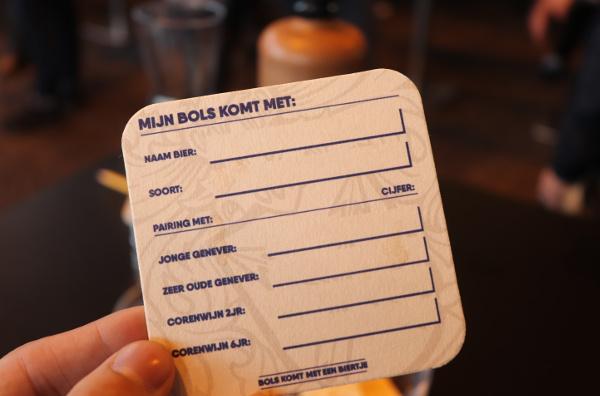 MIJN BOLS KOMT MET:
NAAM BIER:
SOORT:
CIJFER:
PAIRING MET:
JONGE GENEVER:
ZEER OUDE GENEVER:
CORENWIJN 2JR:
CORENWIJN 6JR:
BOLS KOMT MET EEN BIERTJE